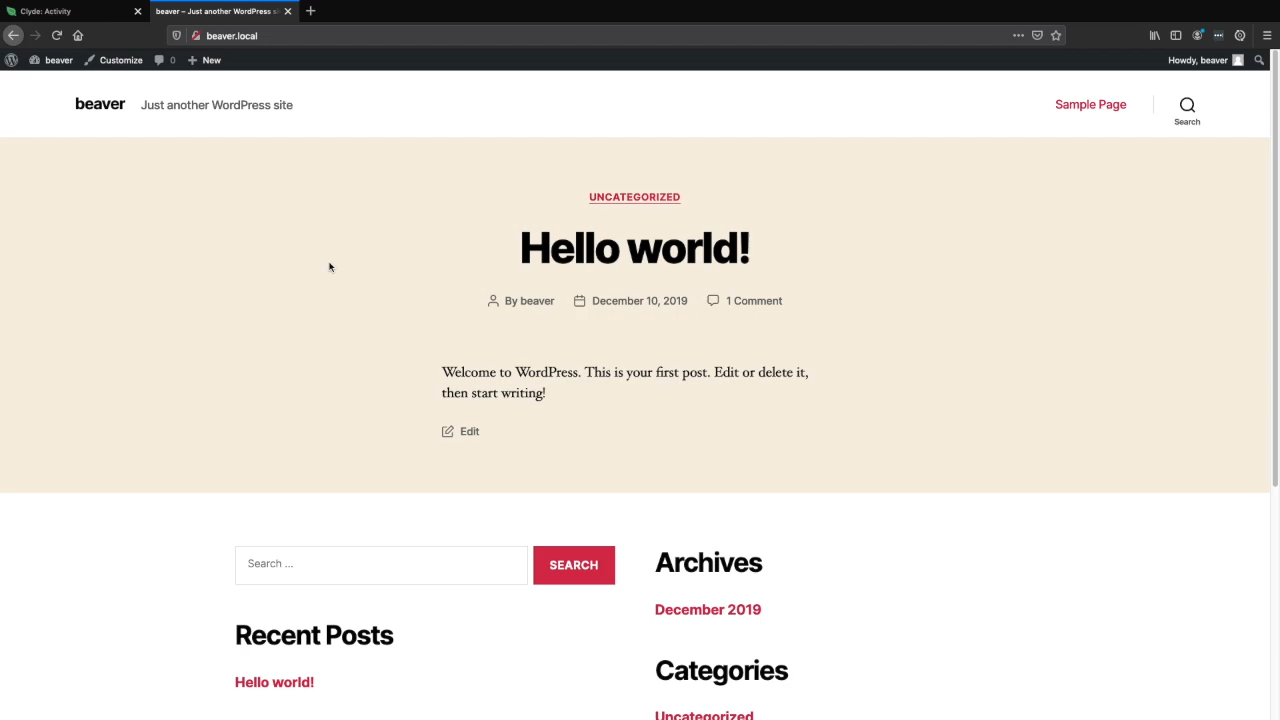 Clyde: Activity
beaver – Just another WordPress si
beaver.local
beaver Customize 0 New Howdy, beaver
beaver Just another WordPress site Sample Page
Search
UNCATEGORIZED
Hello world!
By beaver December 10, 2019 1 Comment
Welcome to WordPress. This is your first post. Edit or delete it,
then start writing!
Edit
Search …
SEARCH
Recent Posts
Hello world!
Archives
December 2019
Categories
Uncategorized